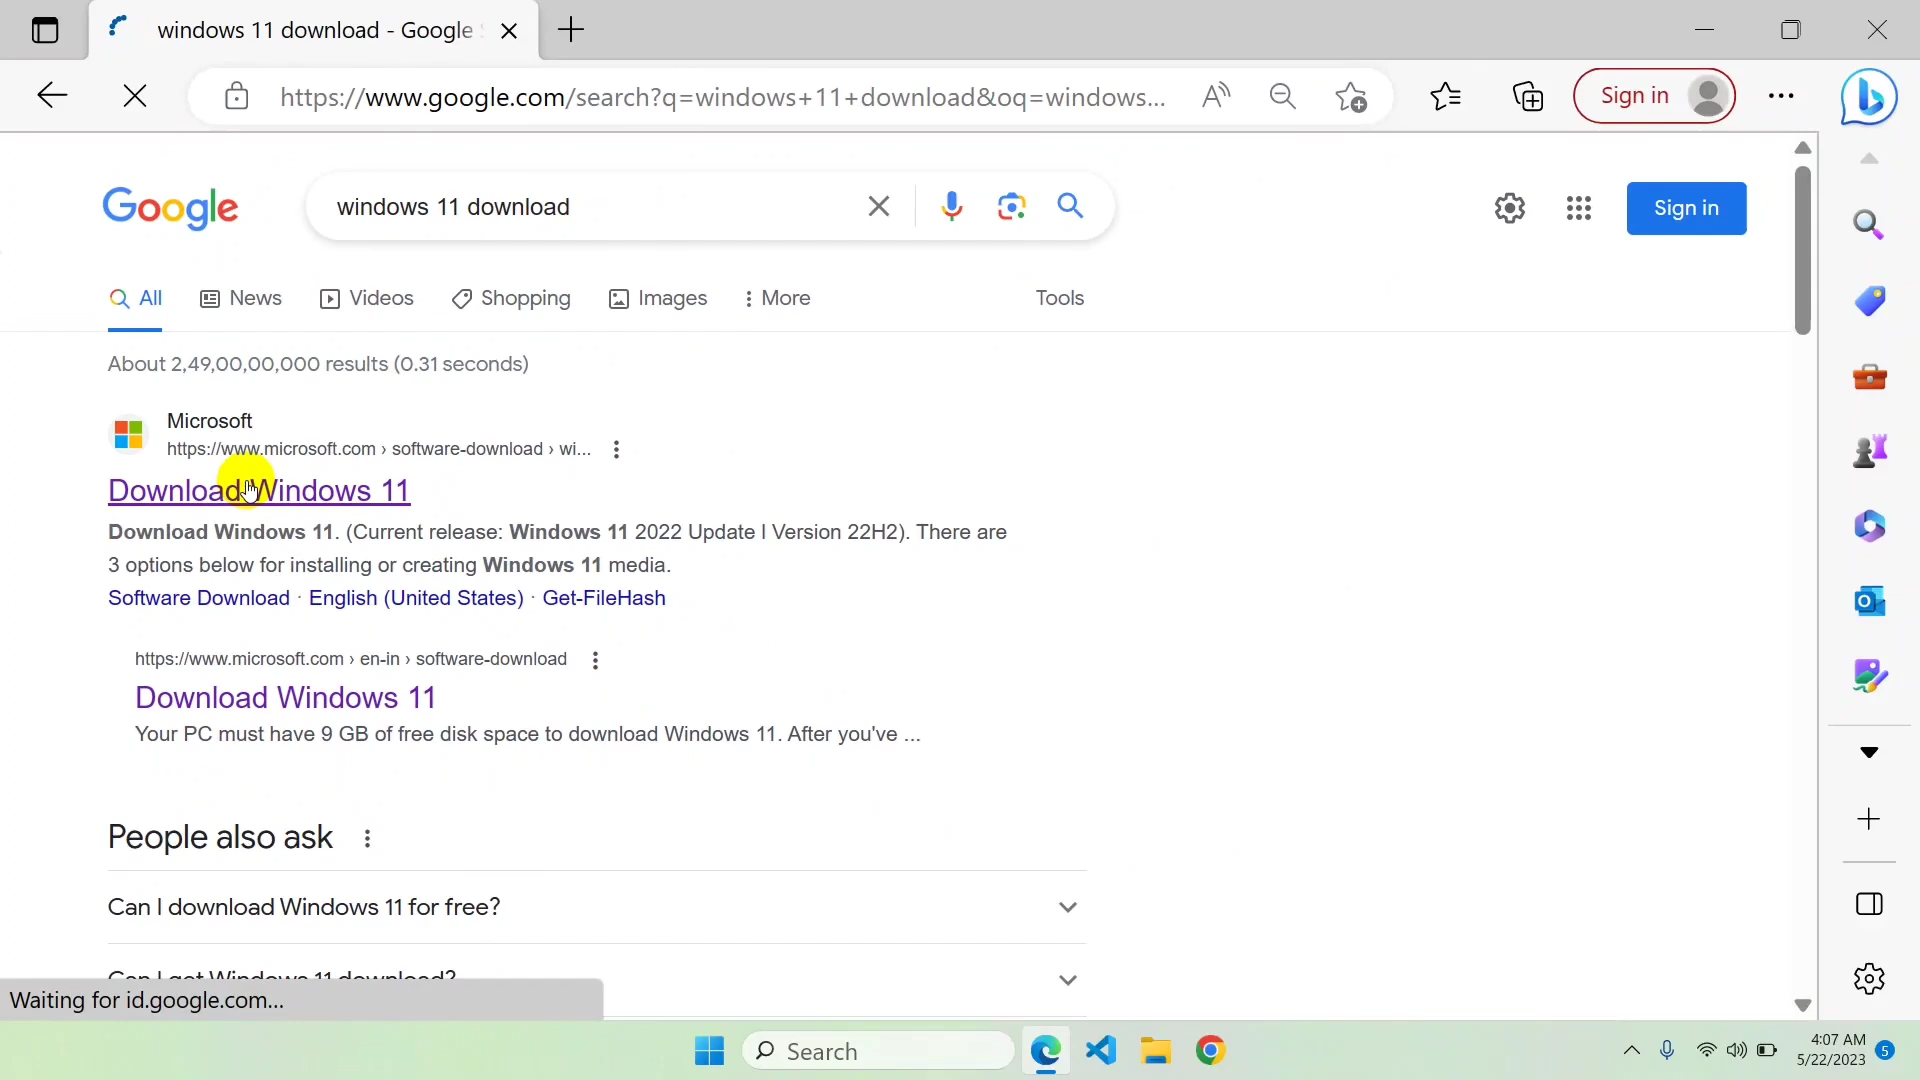 windows 11 download - Google
https://www.google.com/search?q=windows+11+download&oq=windows...
Sign in
Google
windows 11 download
Sign in
All
News
Videos
Shopping
Images
More
Tools
About 2,49,00,00,000 results (0.31 seconds)
Microsoft
https://www.microsoft.com › software-download › wi...
Download Windows 11
Download Windows 11. (Current release: Windows 11 2022 Update l Version 22H2). There are
3 options below for installing or creating Windows 11 media.
Software Download · English (United States) · Get-FileHash
https://www.microsoft.com › en-in › software-download
Download Windows 11
Your PC must have 9 GB of free disk space to download Windows 11. After you've ...
People also ask
Can I download Windows 11 for free?
Can I get Windows 11 download?
Waiting for id.google.com...
Search
4:07 AM
5/22/2023
5